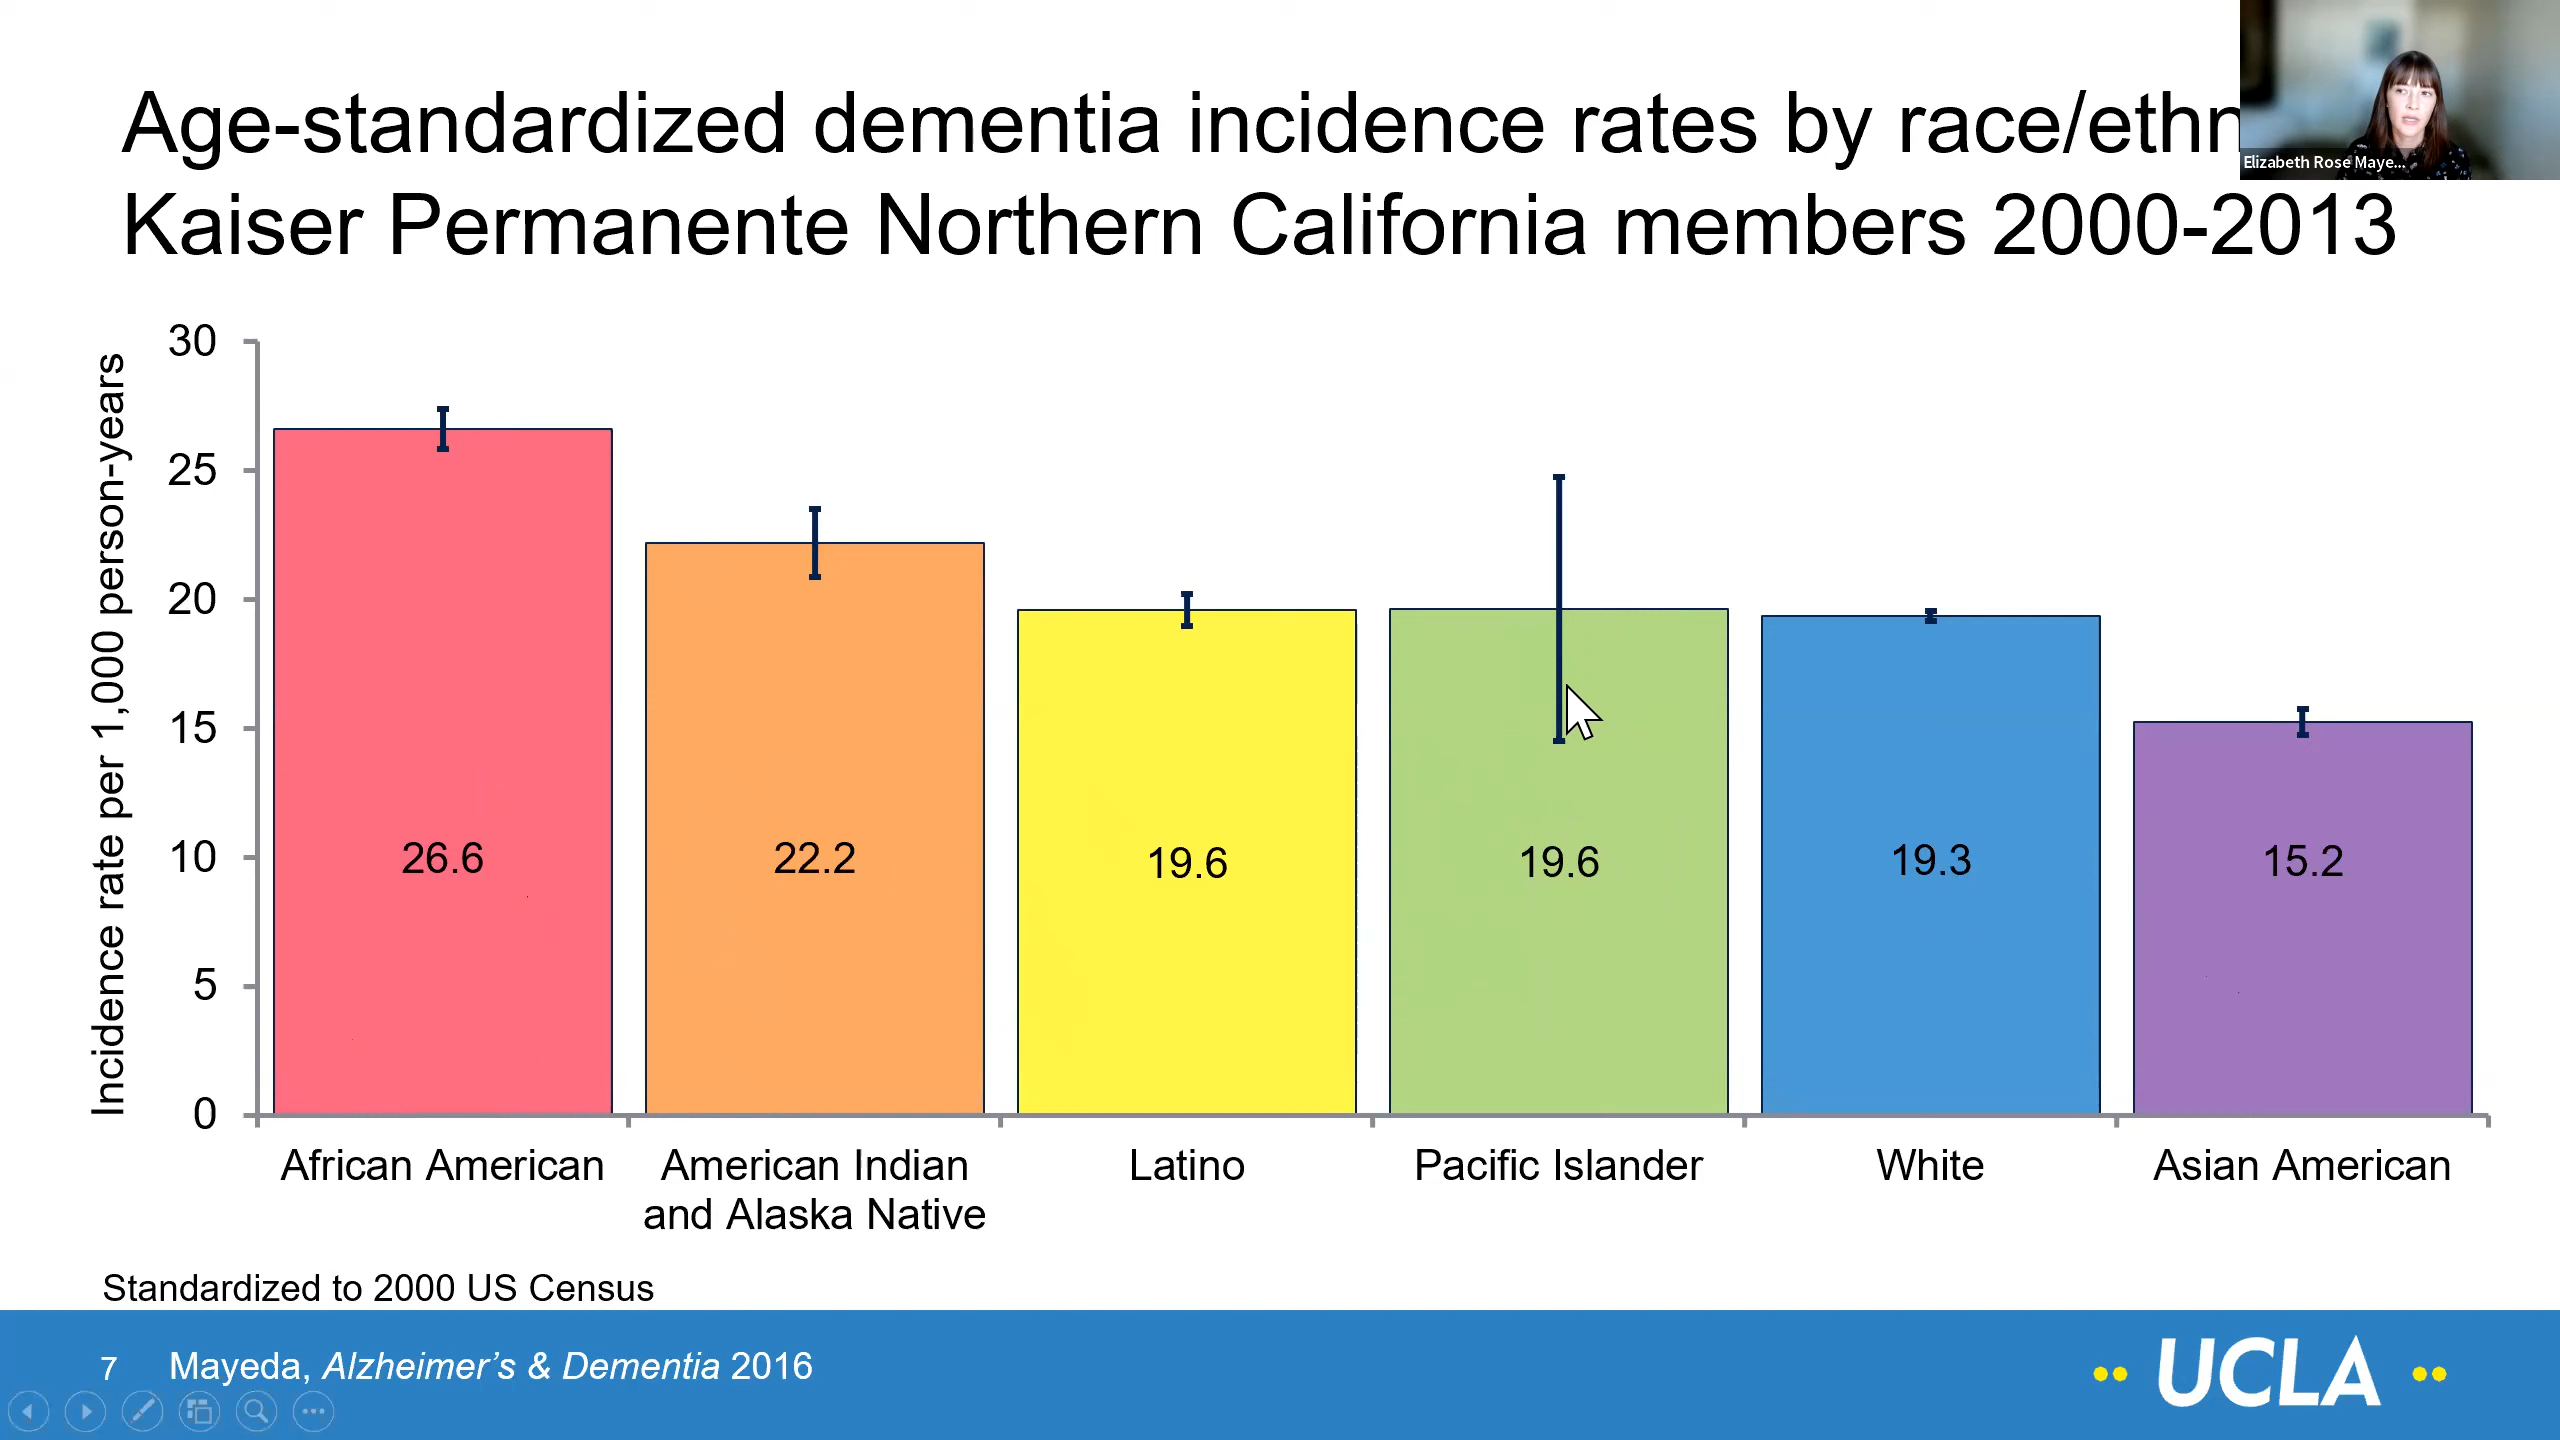 Age-standardized dementia incidence rates by race/ethn
Kaiser Permanente Northern California members 2000-2013
Elizabeth Rose Maye...
Incidence rate per 1,000 person-years
30
25
20
15
10
5
0
26.6
22.2
19.6
19.6
19.3
15.2
African American
American Indian
and Alaska Native
Latino
Pacific Islander
White
Asian American
Standardized to 2000 US Census
7 Mayeda, Alzheimer's & Dementia 2016
UCLA